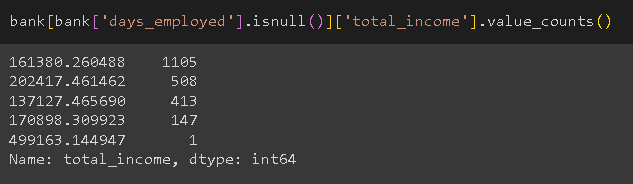 bank[bank['days_employed'].isnull()]['total_income'].value_counts()
161380.260488    1105
202417.461462     508
137127.465690     413
170898.309923     147
499163.144947       1
Name: total_income, dtype: int64